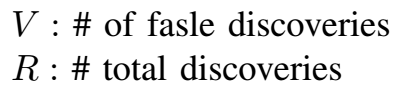 V : # of fasle discoveries
R : # total discoveries